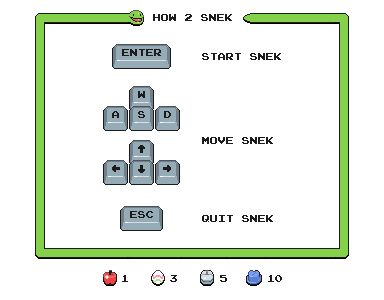 HOW 2 SNEK
ENTER START SNEK
W
A S D
MOVE SNEK
↑
← ↓ →
ESC QUIT SNEK
1 3 5 10